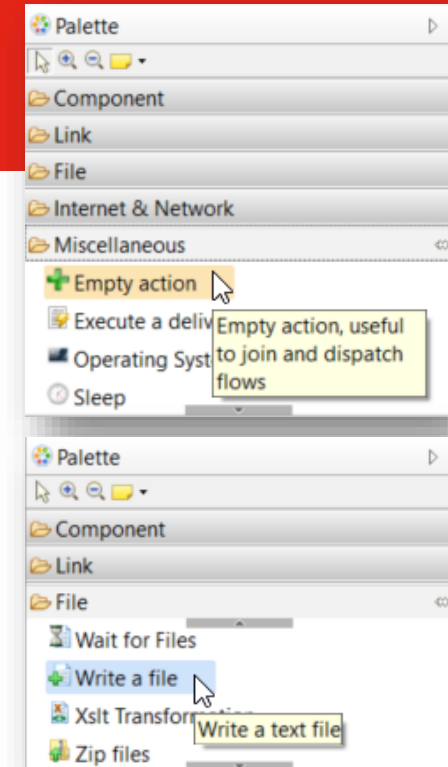 Palette
Component
Link
File
Internet & Network
Miscellaneous
Empty action
Execute a deliv
Empty action, useful
to join and dispatch
flows
Operating Syst
Sleep
Palette
Component
Link
File
Wait for Files
Write a file
Xslt Transformation
Write a text file
Zip files